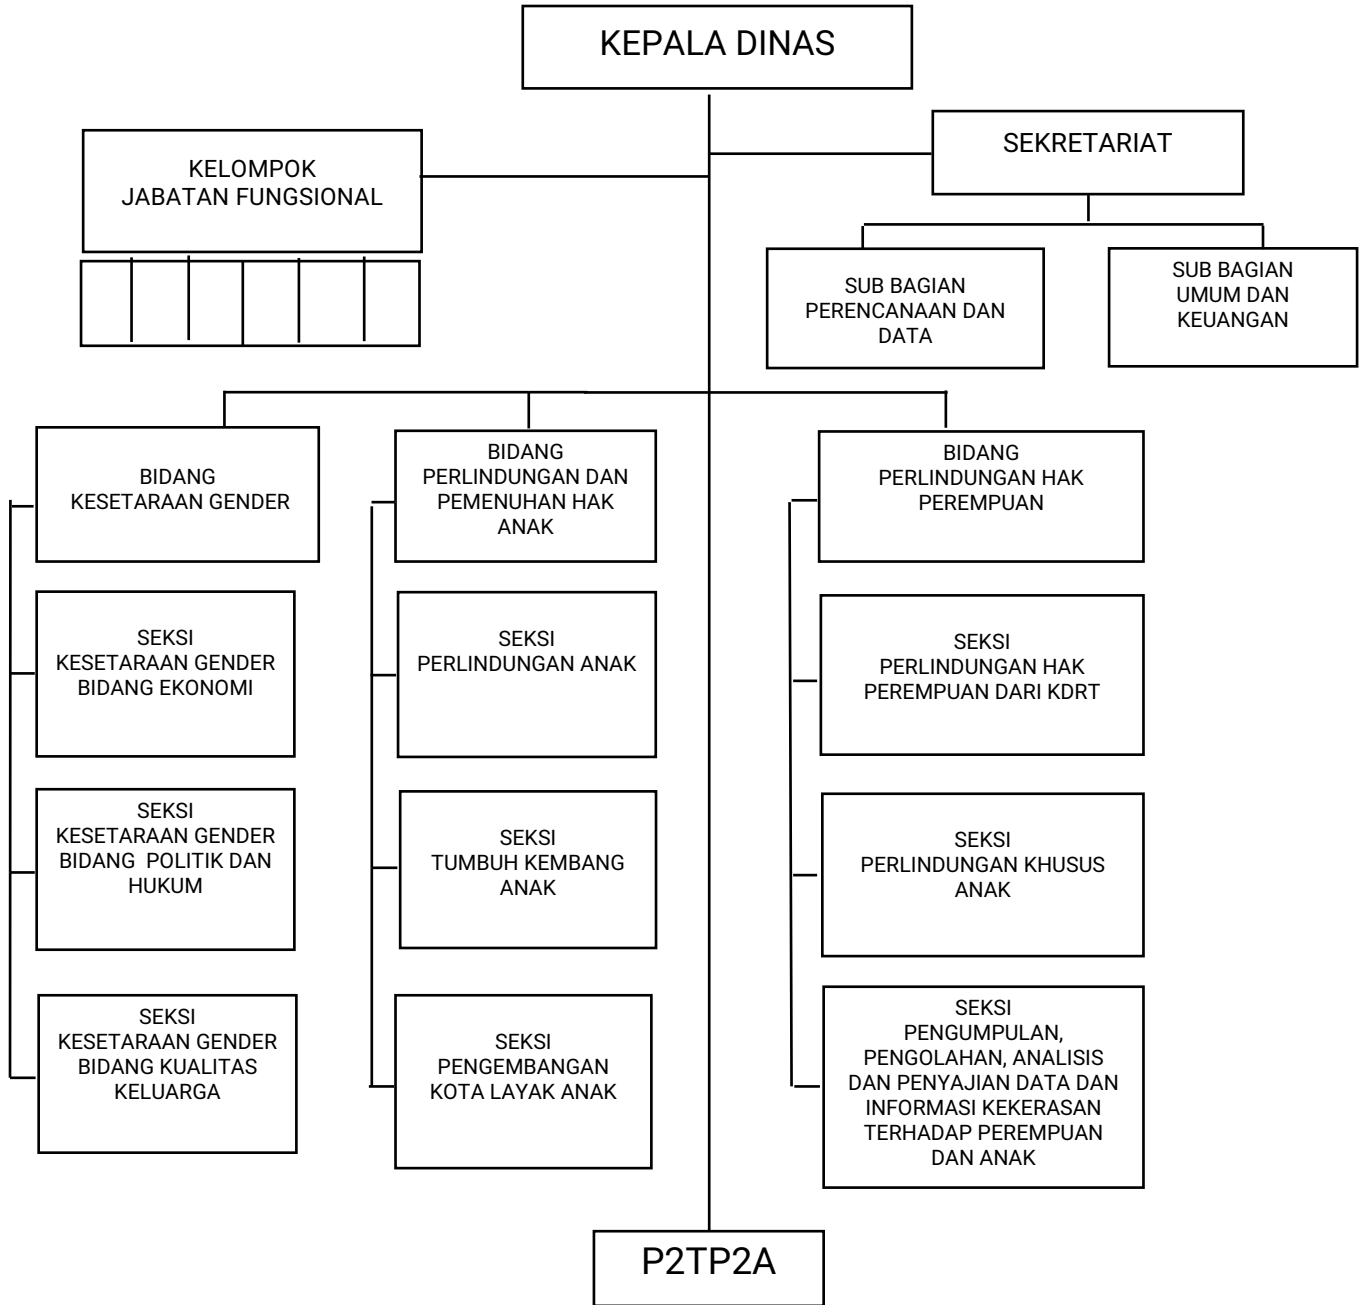 KEPALA DINAS
KELOMPOK
JABATAN FUNGSIONAL
SEKRETARIAT
SUB BAGIAN
PERENCANAAN DAN
DATA
SUB BAGIAN
UMUM DAN
KEUANGAN
BIDANG
KESETARAAN GENDER
BIDANG
PERLINDUNGAN DAN
PEMENUHAN HAK
ANAK
BIDANG
PERLINDUNGAN HAK
PEREMPUAN
SEKSI
KESETARAAN GENDER
BIDANG EKONOMI
SEKSI
PERLINDUNGAN ANAK
SEKSI
PERLINDUNGAN HAK
PEREMPUAN DARI KDRT
SEKSI
KESETARAAN GENDER
BIDANG POLITIK DAN
HUKUM
SEKSI
TUMBUH KEMBANG
ANAK
SEKSI
PERLINDUNGAN KHUSUS
ANAK
SEKSI
KESETARAAN GENDER
BIDANG KUALITAS
KELUARGA
SEKSI
PENGEMBANGAN
KOTA LAYAK ANAK
SEKSI
PENGUMPULAN,
PENGOLAHAN, ANALISIS
DAN PENYAJIAN DATA DAN
INFORMASI KEKERASAN
TERHADAP PEREMPUAN
DAN ANAK
P2TP2A